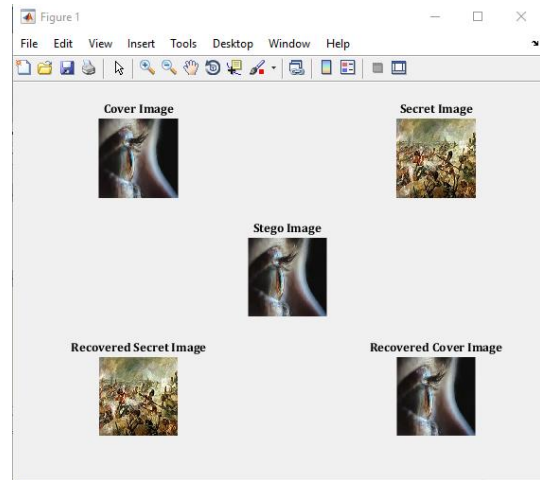 Figure 1
File Edit View Insert Tools Desktop Window Help
Cover Image
Secret Image
Stego Image
Recovered Secret Image
Recovered Cover Image